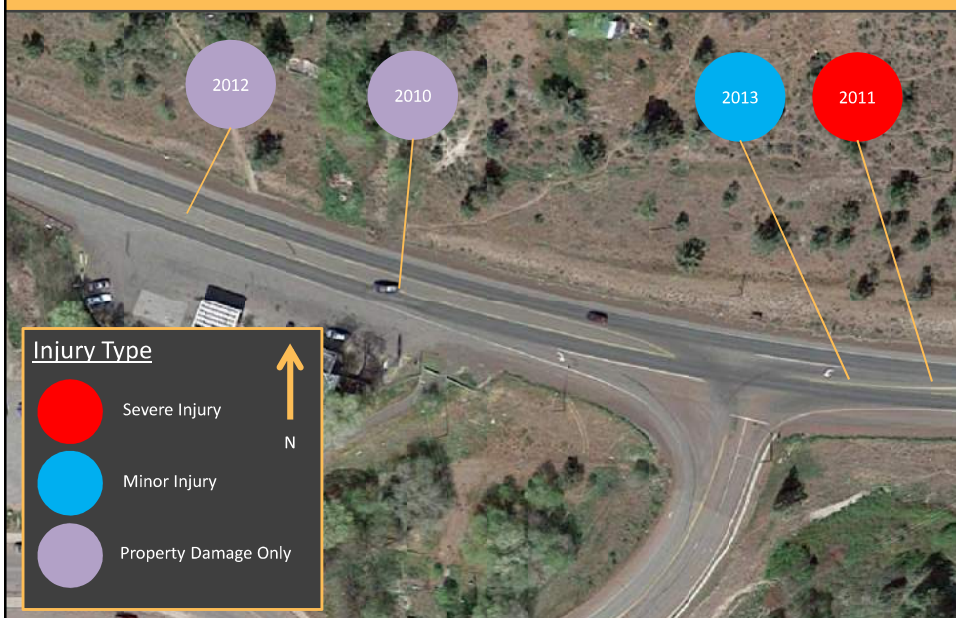 2012
2010
2013
2011
Injury Type
N
Severe Injury
Minor Injury
Property Damage Only